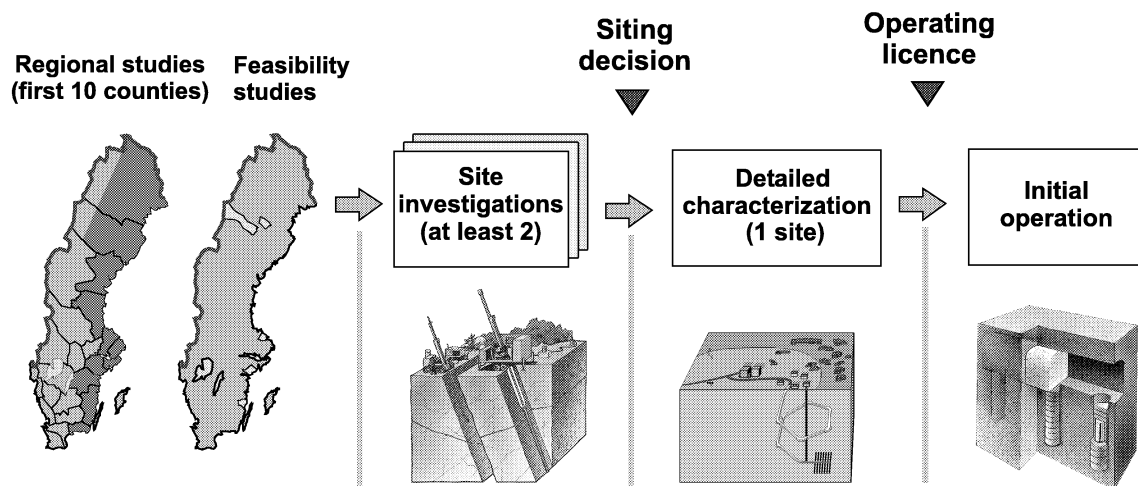 Regional studies
(first 10 counties)
Feasibility
studies
Siting
decision
Operating
licence
Site
investigations
(at least 2)
Detailed
characterization
(1 site)
Initial
operation